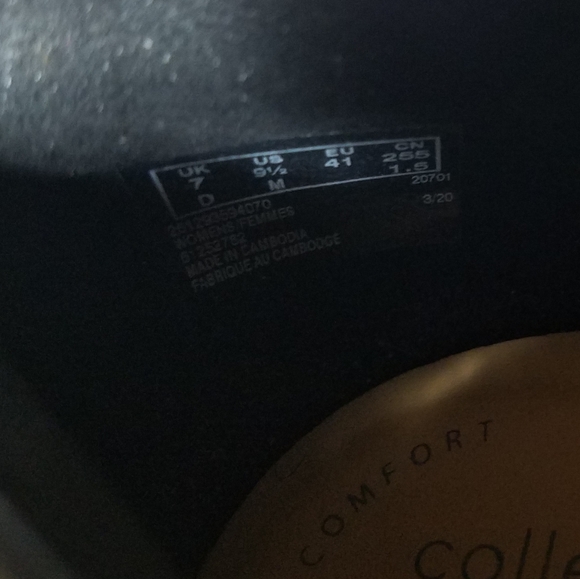 UK US EU CN
7 9½ 41 255
D M 1.5
20701
3/20
WOMENS FEMMES
MADE IN CAMBODIA
FABRIQUE AU CAMBODGE
COMFORT
colle